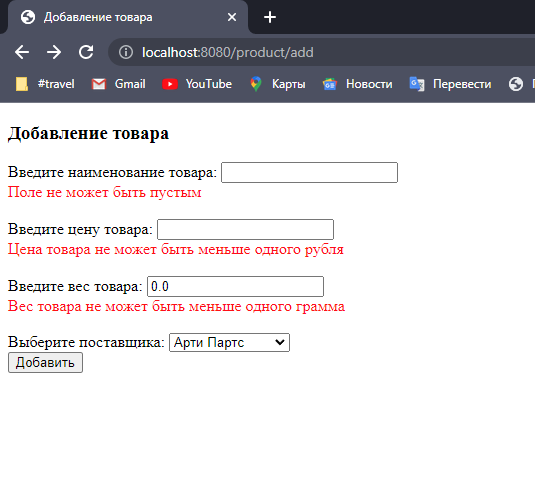 Добавление товара
localhost:8080/product/add
#travel Gmail YouTube Карты Новости Перевести
Добавление товара
Введите наименование товара:
Поле не может быть пустым
Введите цену товара:
Цена товара не может быть меньше одного рубля
Введите вес товара: 0.0
Вес товара не может быть меньше одного грамма
Выберите поставщика: Арти Партс
Добавить